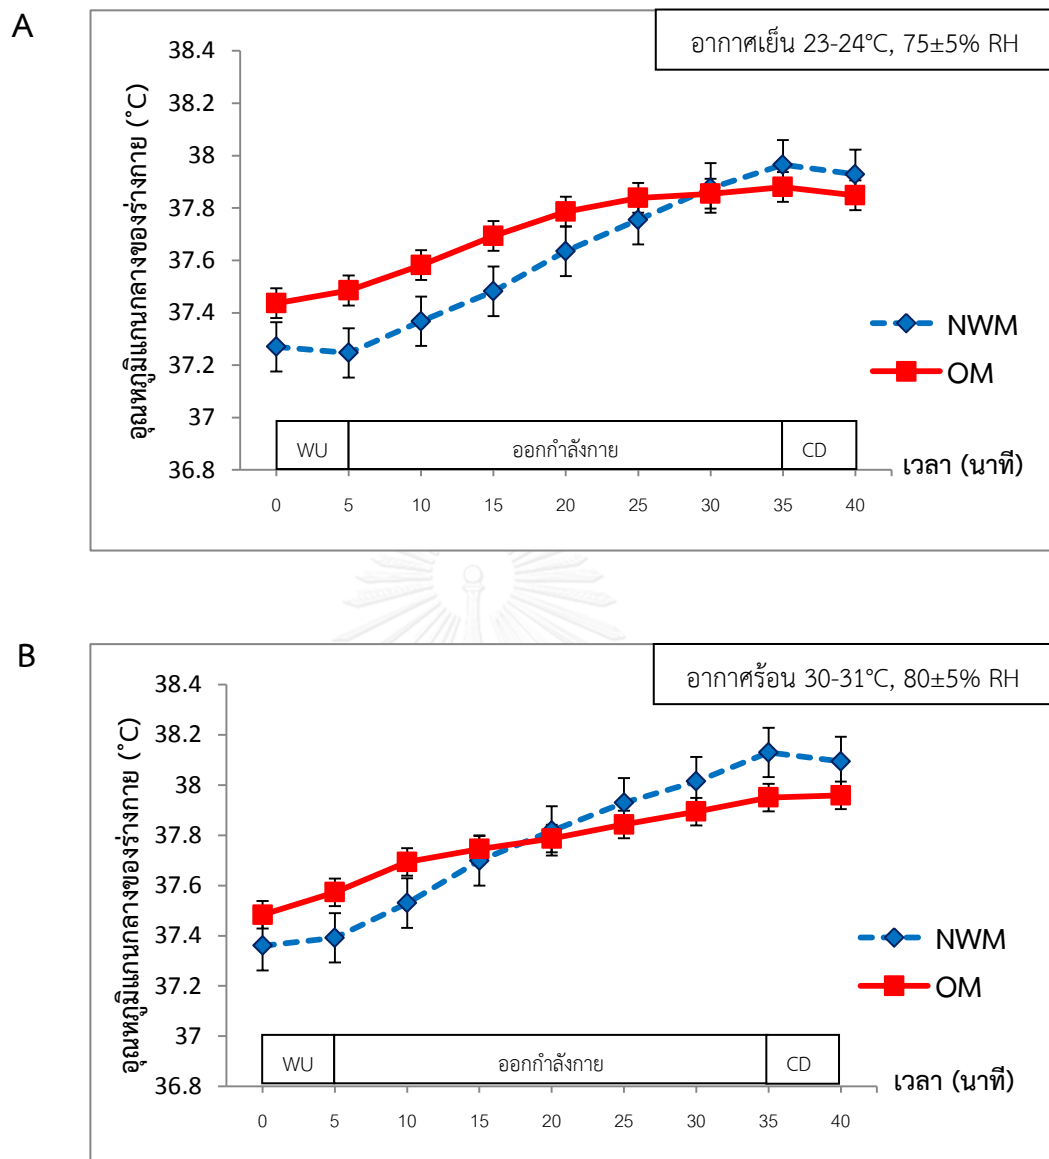 A
อากาศเย็น 23-24°C, 75±5% RH
อุณหภูมิแกนกลางของร่างกาย (°C)
38.4
38.2
38
37.8
37.6
37.4
37.2
37
36.8
NWM
OM
WU ออกกำลังกาย CD
เวลา (นาที)
0 5 10 15 20 25 30 35 40
B
อากาศร้อน 30-31°C, 80±5% RH
อุณหภูมิแกนกลางของร่างกาย (°C)
38.4
38.2
38
37.8
37.6
37.4
37.2
37
36.8
NWM
OM
WU ออกกำลังกาย CD
เวลา (นาที)
0 5 10 15 20 25 30 35 40